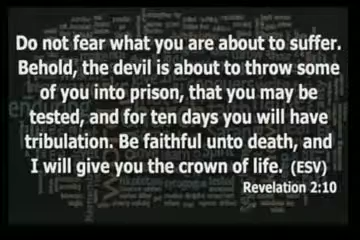 Do not fear what you are about to suffer.
Behold, the devil is about to throw some
of you into prison, that you may be
tested, and for ten days you will have
tribulation. Be faithful unto death, and
I will give you the crown of life. (ESV)
Revelation 2:10